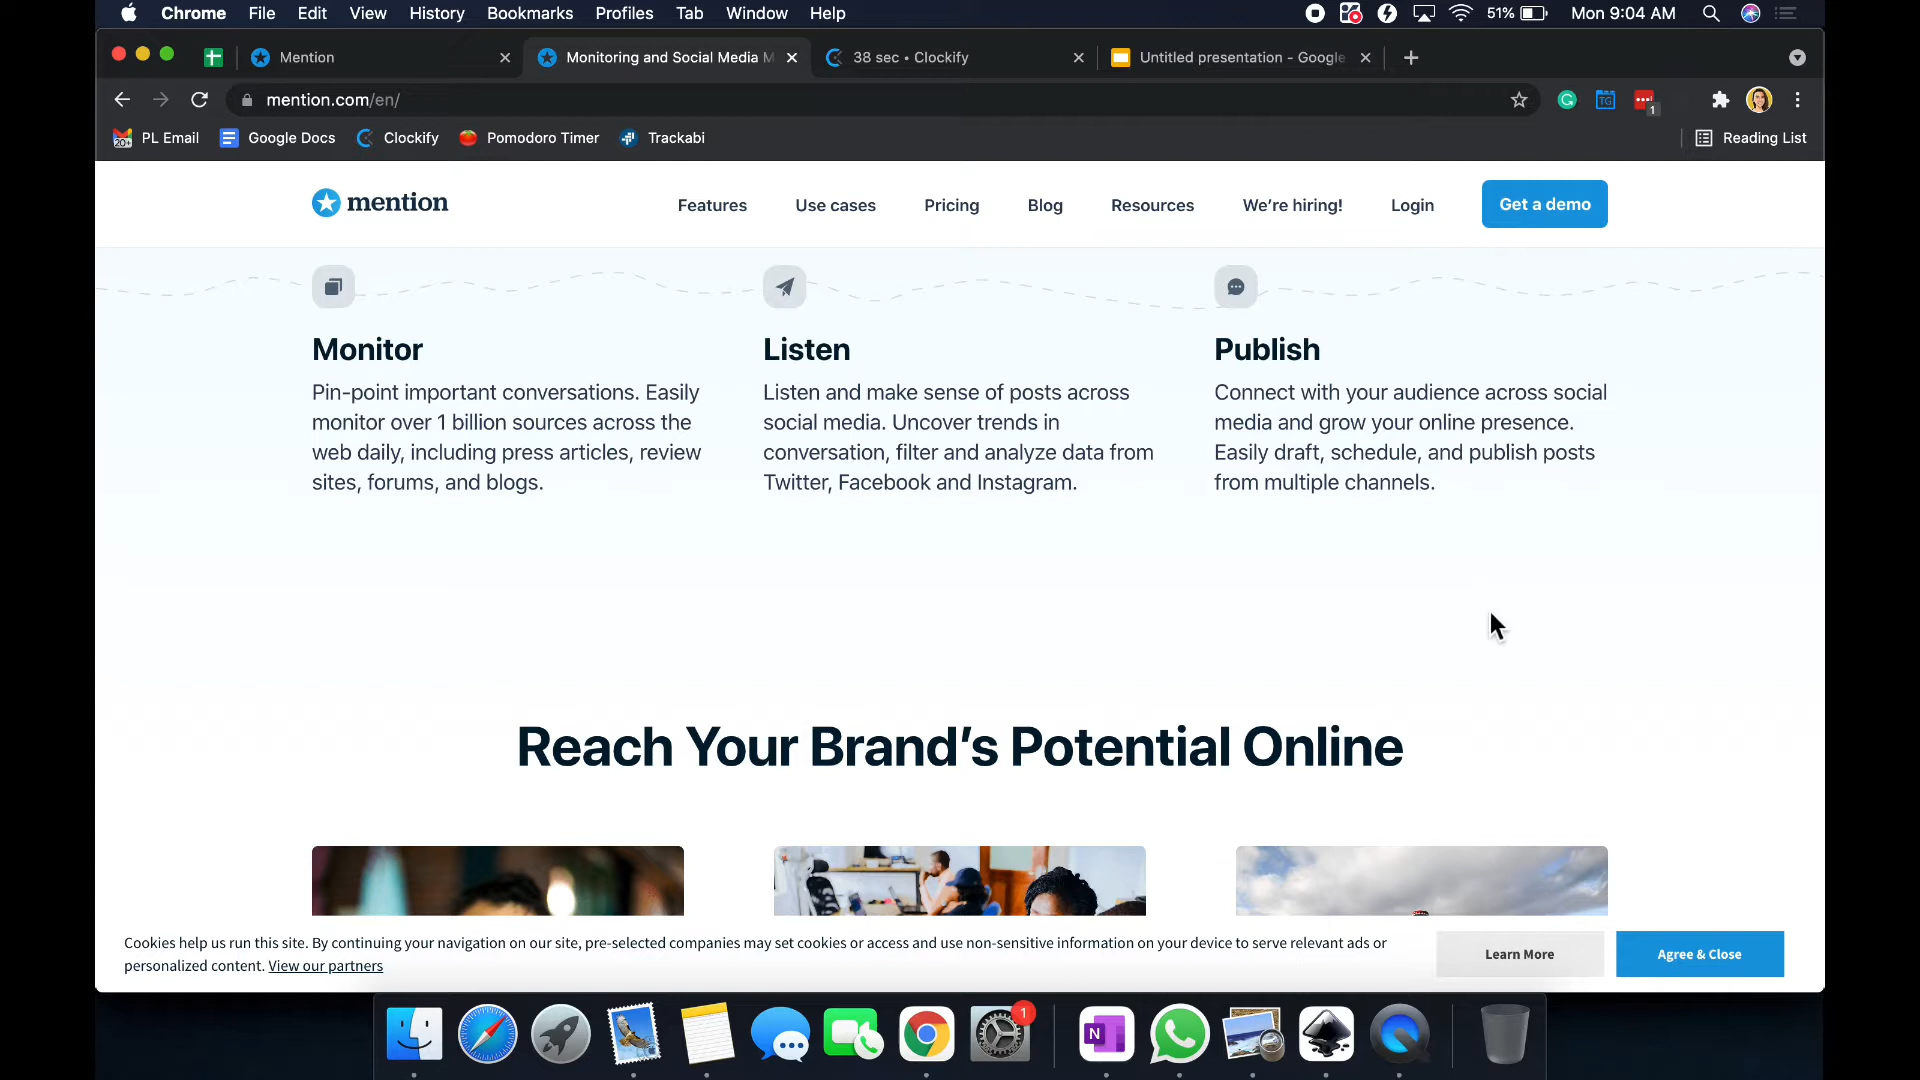 Chrome File Edit View History Bookmarks Profiles Tab Window Help 51% Mon 9:04 AM
Mention Monitoring and Social Media M 38 sec • Clockify Untitled presentation - Google
mention.com/en/ TG 1
20+ PL Email Google Docs Clockify Pomodoro Timer Trackabi Reading List
mention Features Use cases Pricing Blog Resources We're hiring! Login Get a demo
Monitor
Pin-point important conversations. Easily
monitor over 1 billion sources across the
web daily, including press articles, review
sites, forums, and blogs.
Listen
Listen and make sense of posts across
social media. Uncover trends in
conversation, filter and analyze data from
Twitter, Facebook and Instagram.
Publish
Connect with your audience across social
media and grow your online presence.
Easily draft, schedule, and publish posts
from multiple channels.
Reach Your Brand's Potential Online
Cookies help us run this site. By continuing your navigation on our site, pre-selected companies may set cookies or access and use non-sensitive information on your device to serve relevant ads or
personalized content. View our partners
Learn More
Agree & Close
1
N